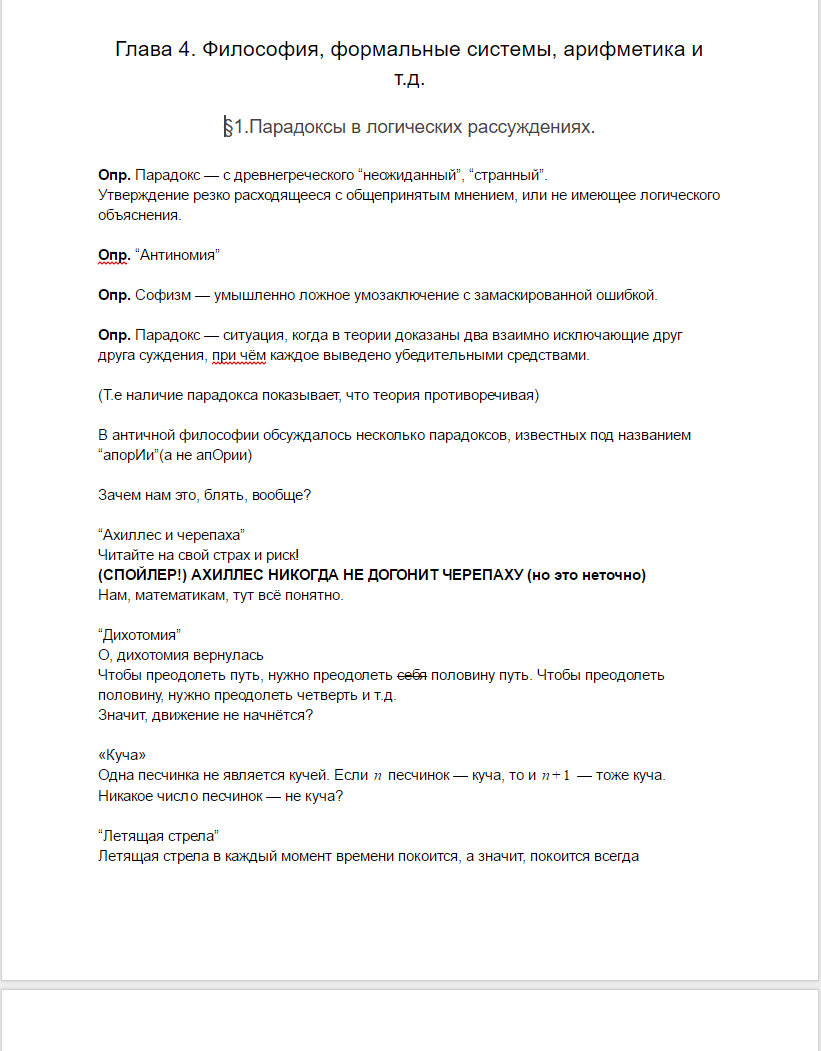 Глава 4. Философия, формальные системы, арифметика и
т.д.
§1.Парадоксы в логических рассуждениях.
Опр. Парадокс — с древнегреческого “неожиданный”, “странный”.
Утверждение резко расходящееся с общепринятым мнением, или не имеющее логического
объяснения.
Опр. “Антиномия”
Опр. Софизм — умышленно ложное умозаключение с замаскированной ошибкой.
Опр. Парадокс — ситуация, когда в теории доказаны два взаимно исключающие друг
друга суждения, при чём каждое выведено убедительными средствами.
(Т.е наличие парадокса показывает, что теория противоречивая)
В античной философии обсуждалось несколько парадоксов, известных под названием
“апорИи”(а не апОрии)
Зачем нам это, блять, вообще?
“Ахиллес и черепаха”
Читайте на свой страх и риск!
(СПОЙЛЕР!) АХИЛЛЕС НИКОГДА НЕ ДОГОНИТ ЧЕРЕПАХУ (но это неточно)
Нам, математикам, тут всё понятно.
“Дихотомия”
О, дихотомия вернулась
Чтобы преодолеть путь, нужно преодолеть себя половину путь. Чтобы преодолеть
половину, нужно преодолеть четверть и т.д.
Значит, движение не начнётся?
«Куча»
Одна песчинка не является кучей. Если n песчинок — куча, то и n+1 — тоже куча.
Никакое число песчинок — не куча?
“Летящая стрела”
Летящая стрела в каждый момент времени покоится, а значит, покоится всегда